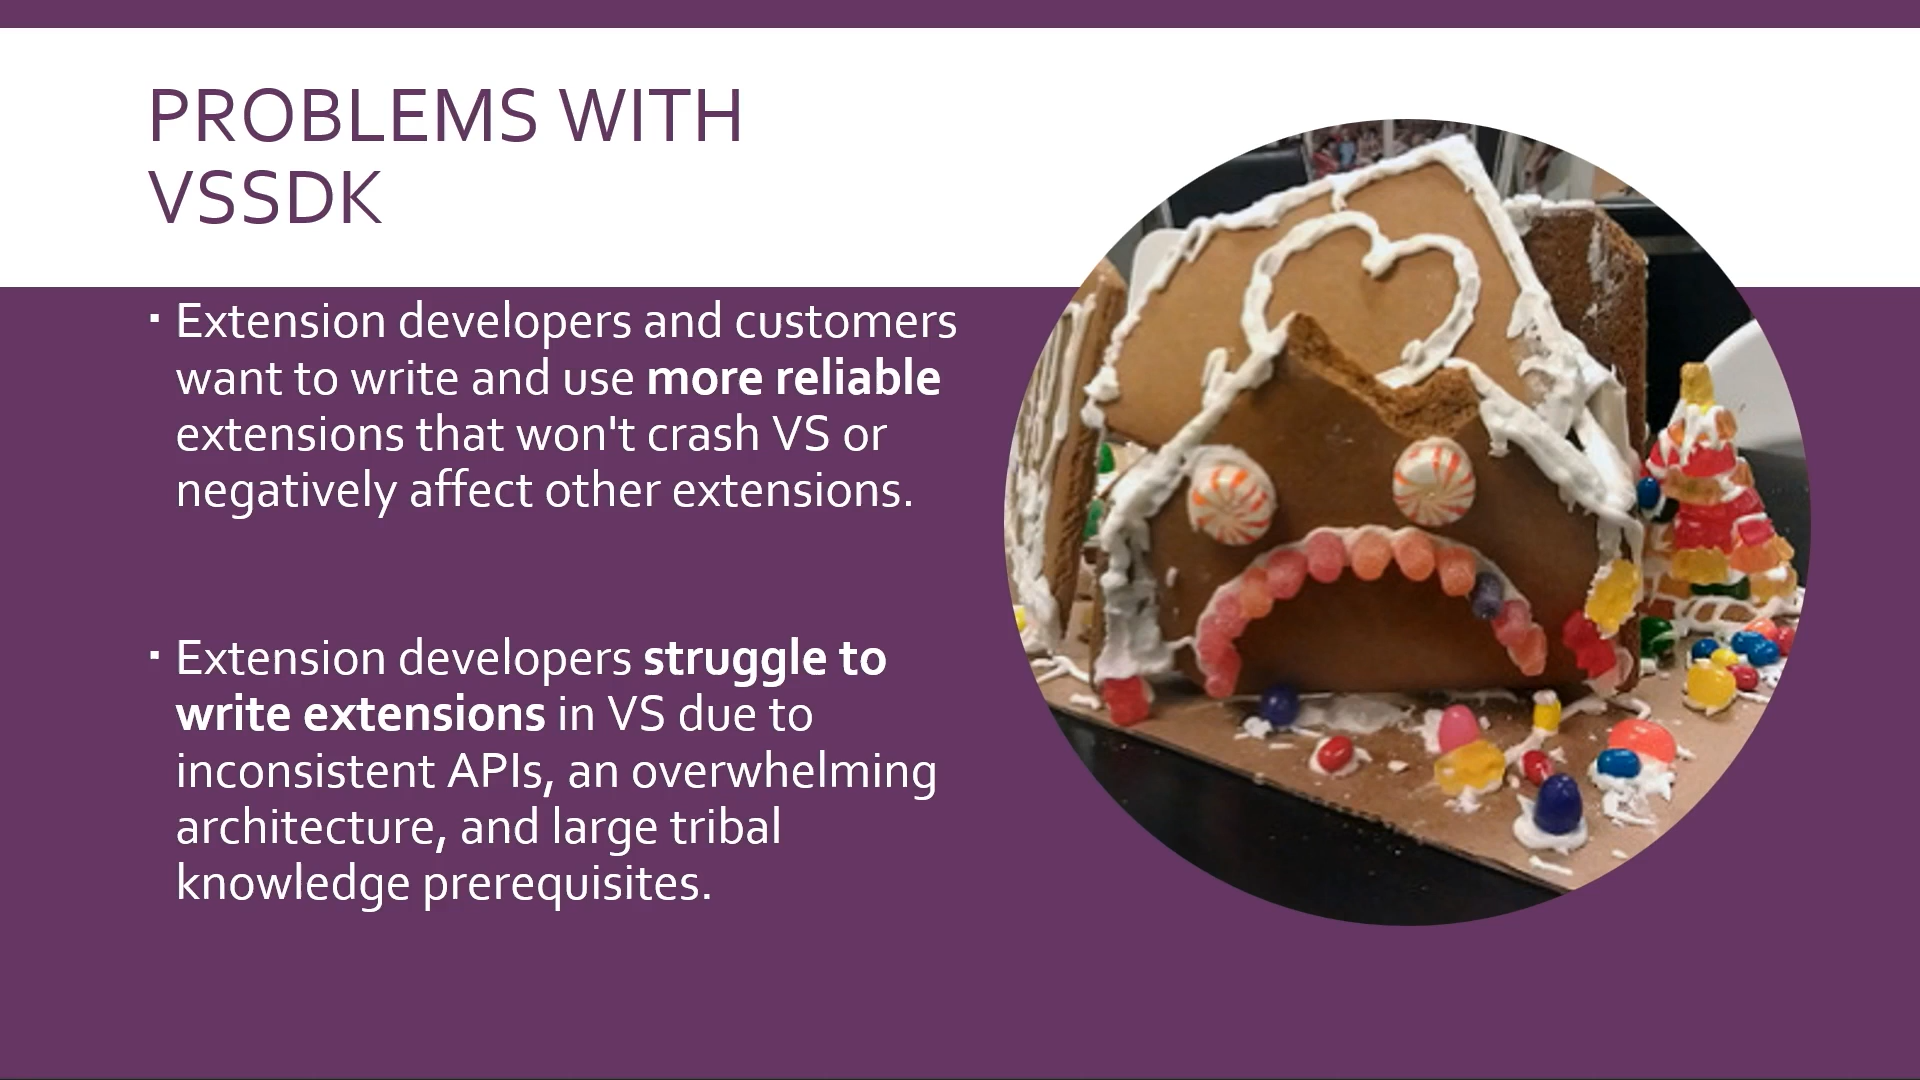 PROBLEMS WITH
VSSDK
▪ Extension developers and customers
want to write and use more reliable
extensions that won't crash VS or
negatively affect other extensions.
▪ Extension developers struggle to
write extensions in VS due to
inconsistent APIs, an overwhelming
architecture, and large tribal
knowledge prerequisites.